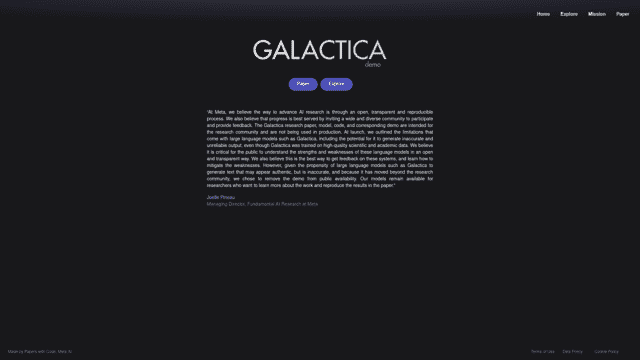 Home Explore Mission Paper
GALACTICA
demo
Paper Explore
"At Meta, we believe the way to advance AI research is through an open, transparent and reproducible
process. We also believe that progress is best served by inviting a wide and diverse community to participate
and provide feedback. The Galactica research paper, model, code, and corresponding demo are intended for
the research community and are not being used in production. At launch, we outlined the limitations that
come with large language models such as Galactica, including the potential for it to generate inaccurate and
unreliable output, even though Galactica was trained on high-quality scientific and academic data. We believe
it is critical for the public to understand the strengths and weaknesses of these language models in an open
and transparent way. We also believe this is the best way to get feedback on these systems, and learn how to
mitigate the weaknesses. However, given the propensity of large language models such as Galactica to
generate text that may appear authentic, but is inaccurate, and because it has moved beyond the research
community, we chose to remove the demo from public availability. Our models remain available for
researchers who want to learn more about the work and reproduce the results in the paper."
Joelle Pineau
Managing Director, Fundamental AI Research at Meta
Made by Papers with Code, Meta AI Terms of Use Data Policy Cookie Policy